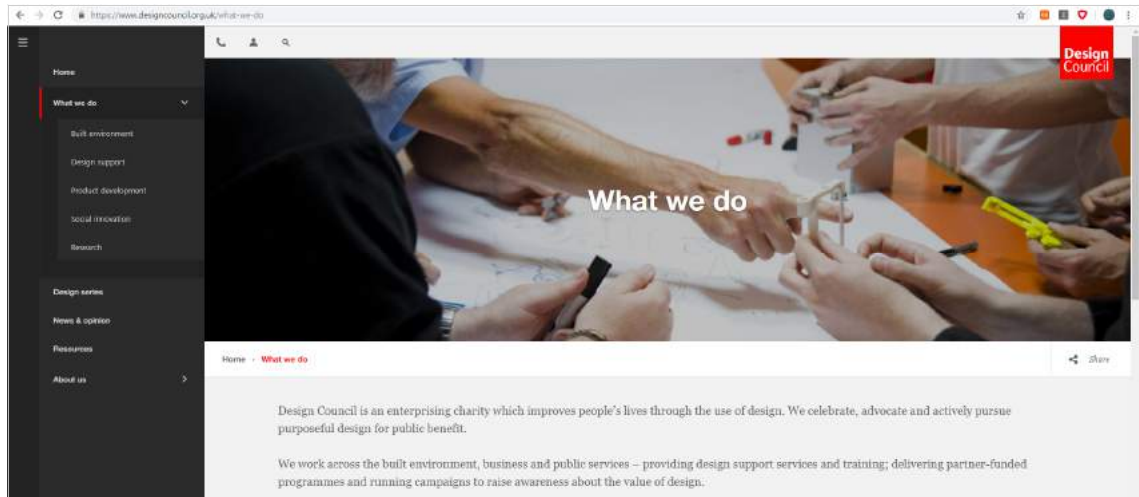 https://www.designcouncil.org.uk/what-we-do
Design
Council
Home
What we do
Built environment
Design support
Product development
Social innovation
Research
Design series
News & opinion
Resources
About us
What we do
Home
What we do
Share
Design Council is an enterprising charity which improves people's lives through the use of design. We celebrate, advocate and actively pursue
purposeful design for public benefit.
We work across the built environment, business and public services – providing design support services and training; delivering partner-funded
programmes and running campaigns to raise awareness about the value of design.